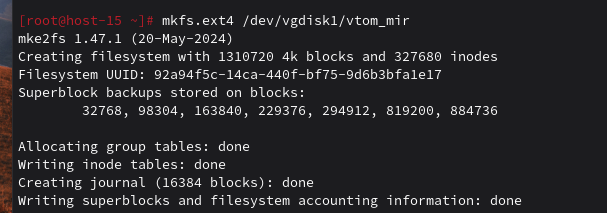 [root@host-15 ~]# mkfs.ext4 /dev/vgdisk1/vtom_mir
mke2fs 1.47.1 (20-May-2024)
Creating filesystem with 1310720 4k blocks and 327680 inodes
Filesystem UUID: 92a94f5c-14ca-440f-bf75-9d6b3bfa1e17
Superblock backups stored on blocks:
        32768, 98304, 163840, 229376, 294912, 819200, 884736

Allocating group tables: done
Writing inode tables: done
Creating journal (16384 blocks): done
Writing superblocks and filesystem accounting information: done